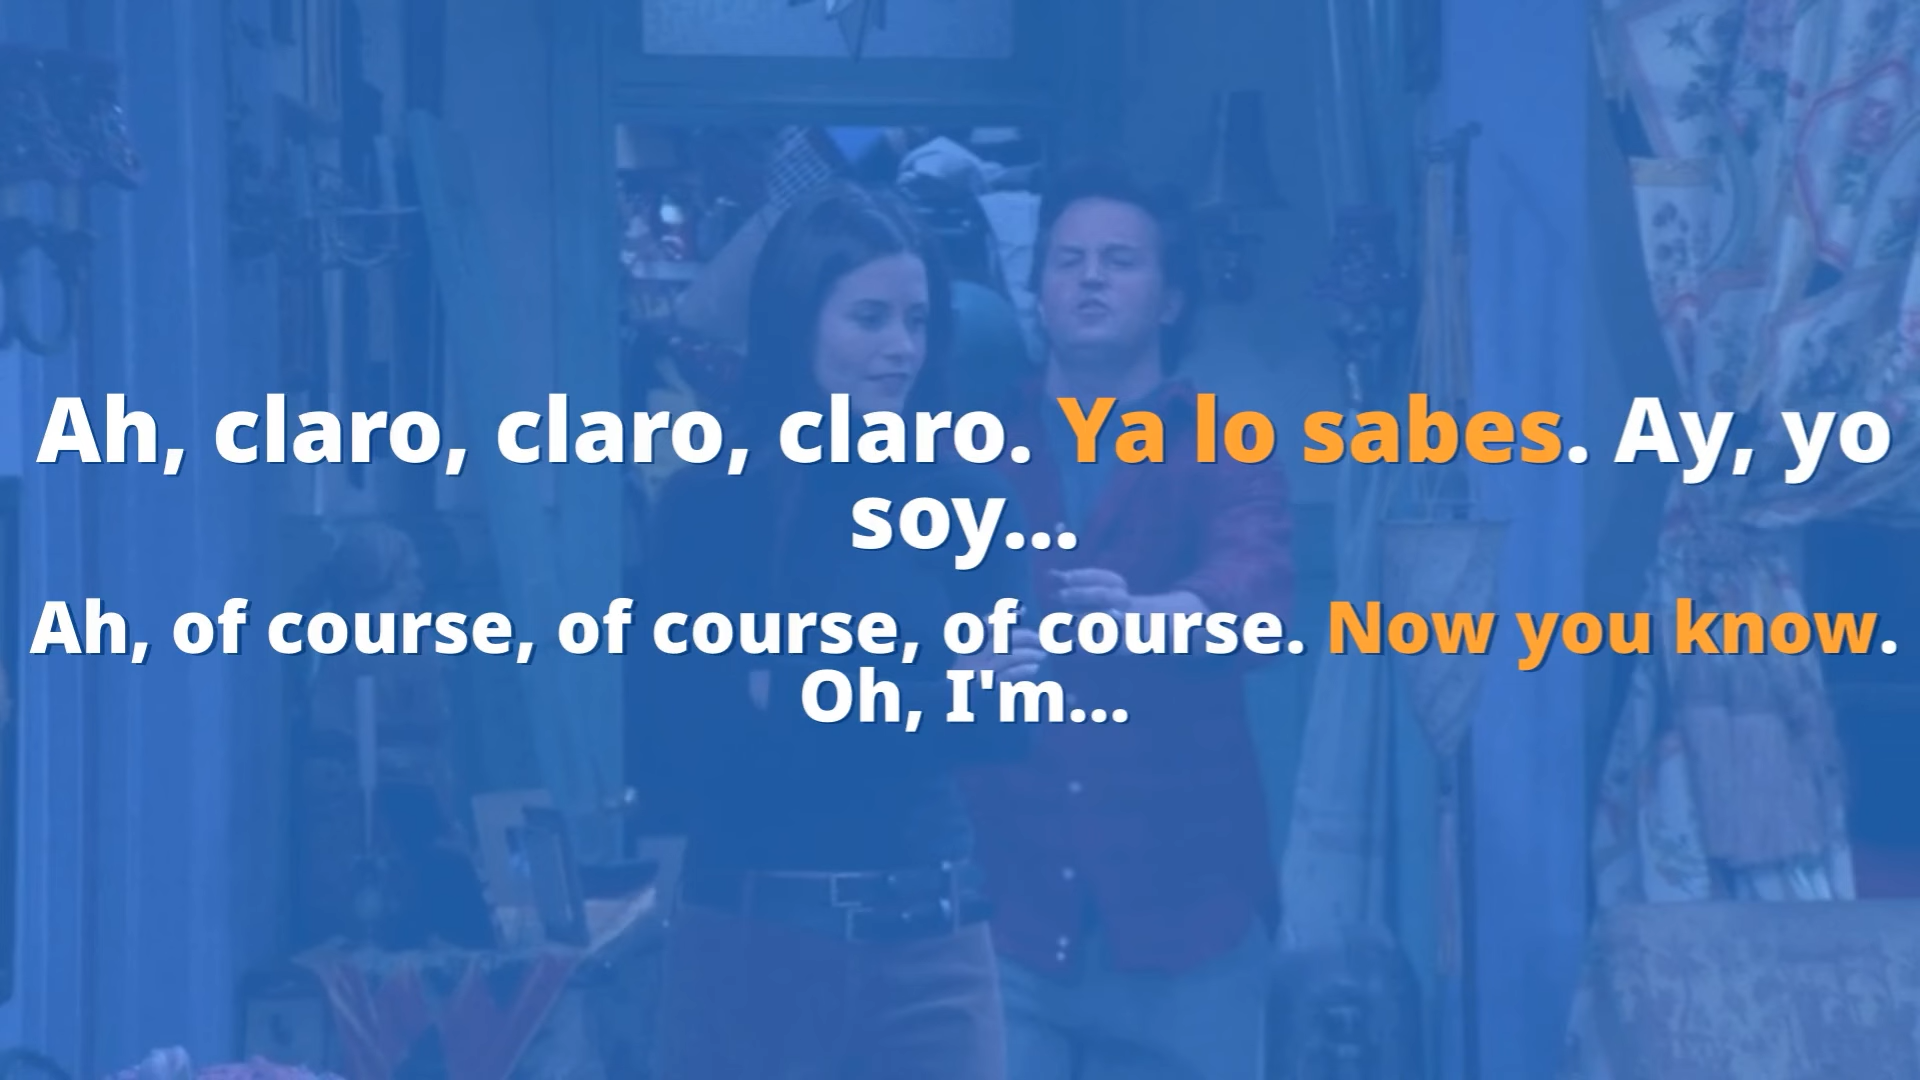 Ah, claro, claro, claro. Ya lo sabes. Ay, yo
soy...
Ah, of course, of course, of course. Now you know.
Oh, I'm...